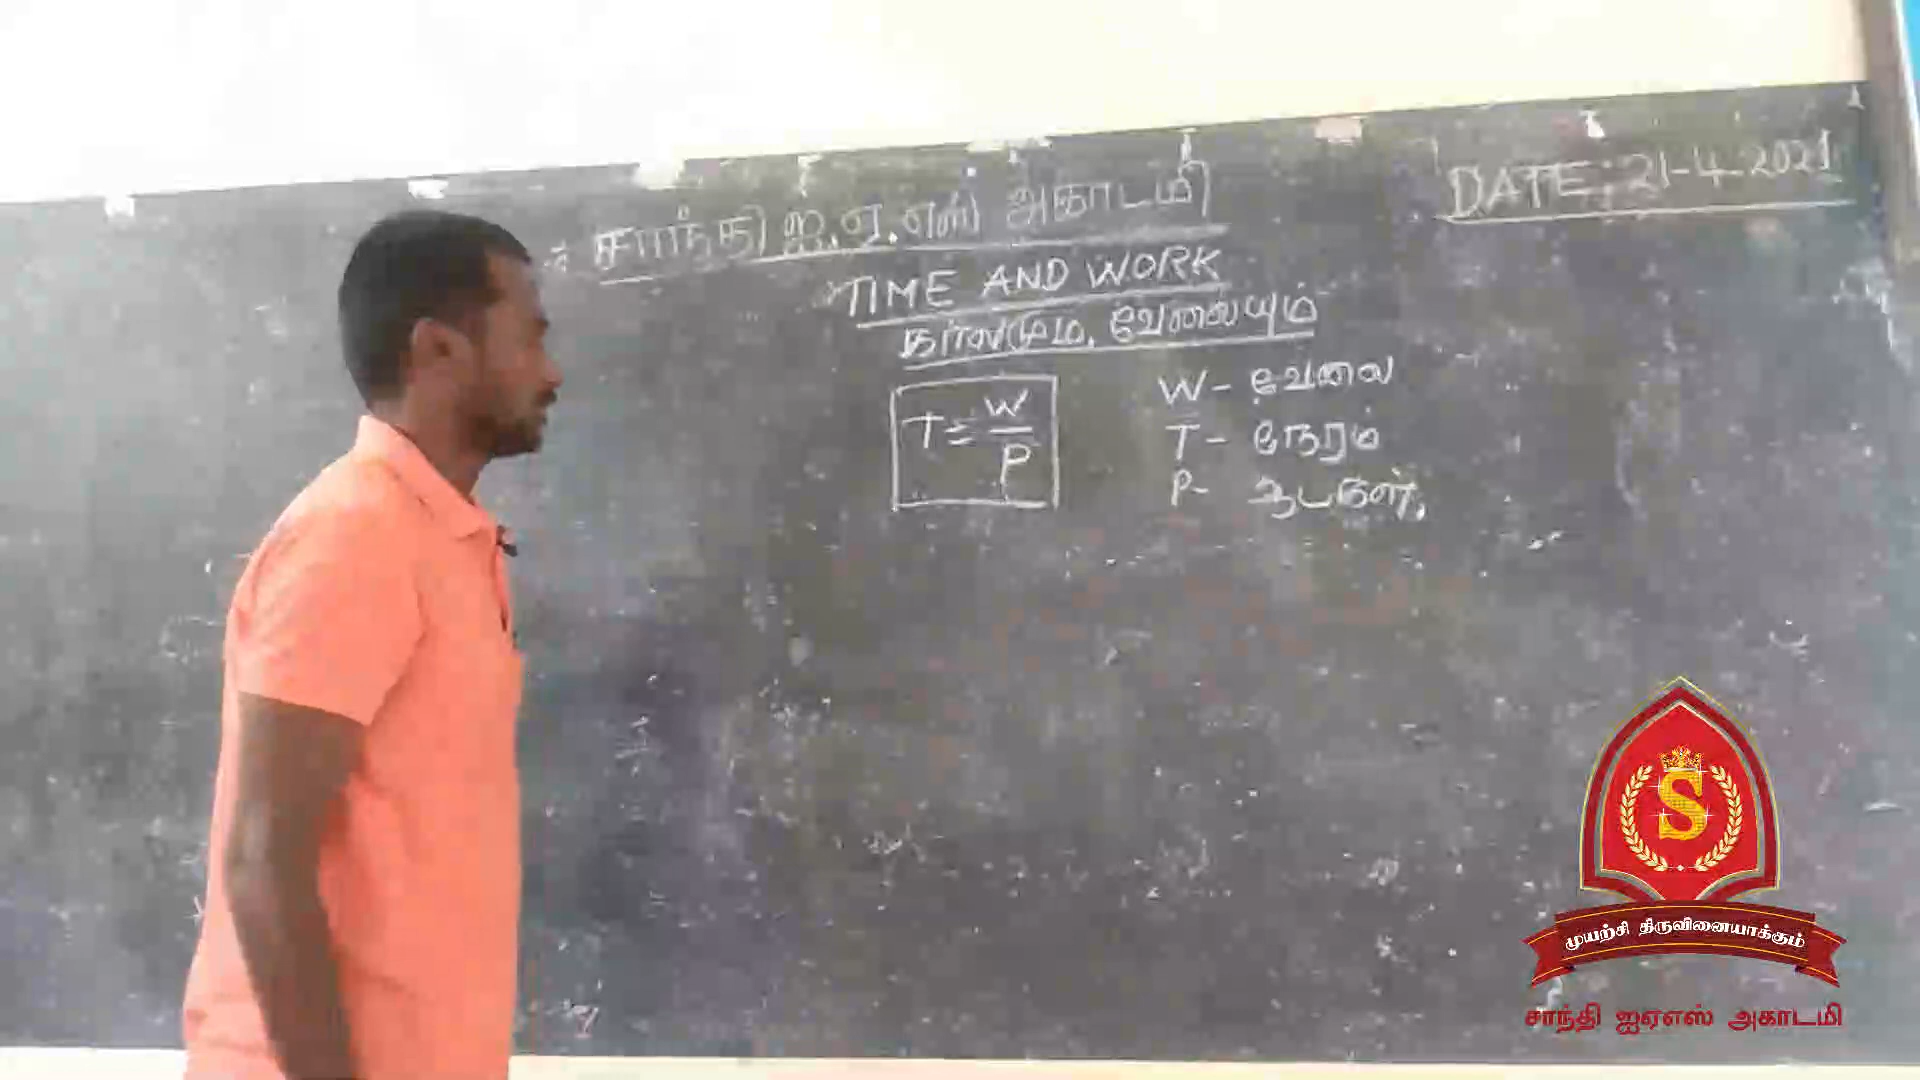 சாந்தி ஐ.ஏ.எஸ் அகாடமி
DATE: 21-4-2021
TIME AND WORK
காலமும், வேலையும்
T = W/P
W - வேலை
T - நேரம்
P - ஆட்கள்.
S
முயற்சி திருவினையாக்கும்
சாந்தி ஐஏஎஸ் அகாடமி